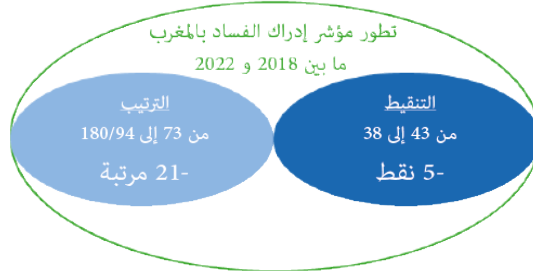 تطور مؤشر إدراك الفساد بالمغرب
ما بين 2018 و 2022
التنقيط
من 43 إلى 38
-5 نقط
الترتيب
من 73 إلى 180/94
-21 مرتبة